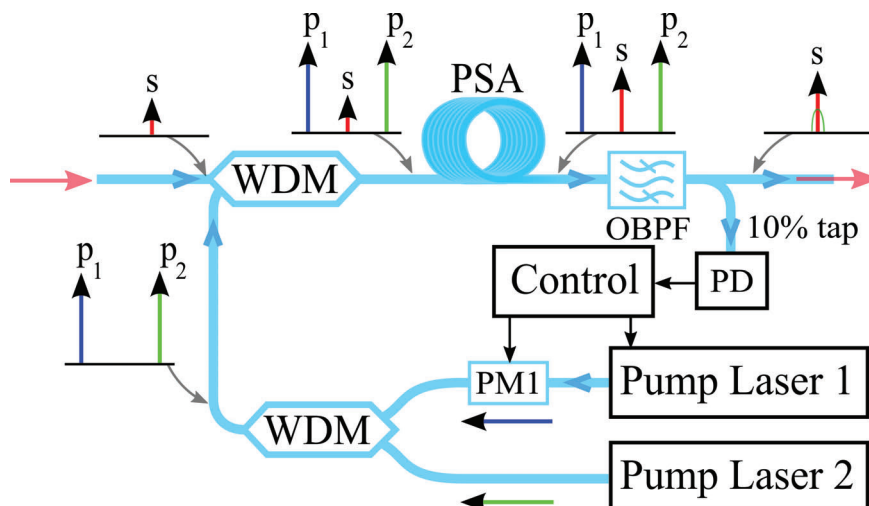 p1
p2
p1
p2
s
s
PSA
s
s
WDM
OBPF
10% tap
p1
p2
Control
PD
PM1
Pump Laser 1
WDM
Pump Laser 2